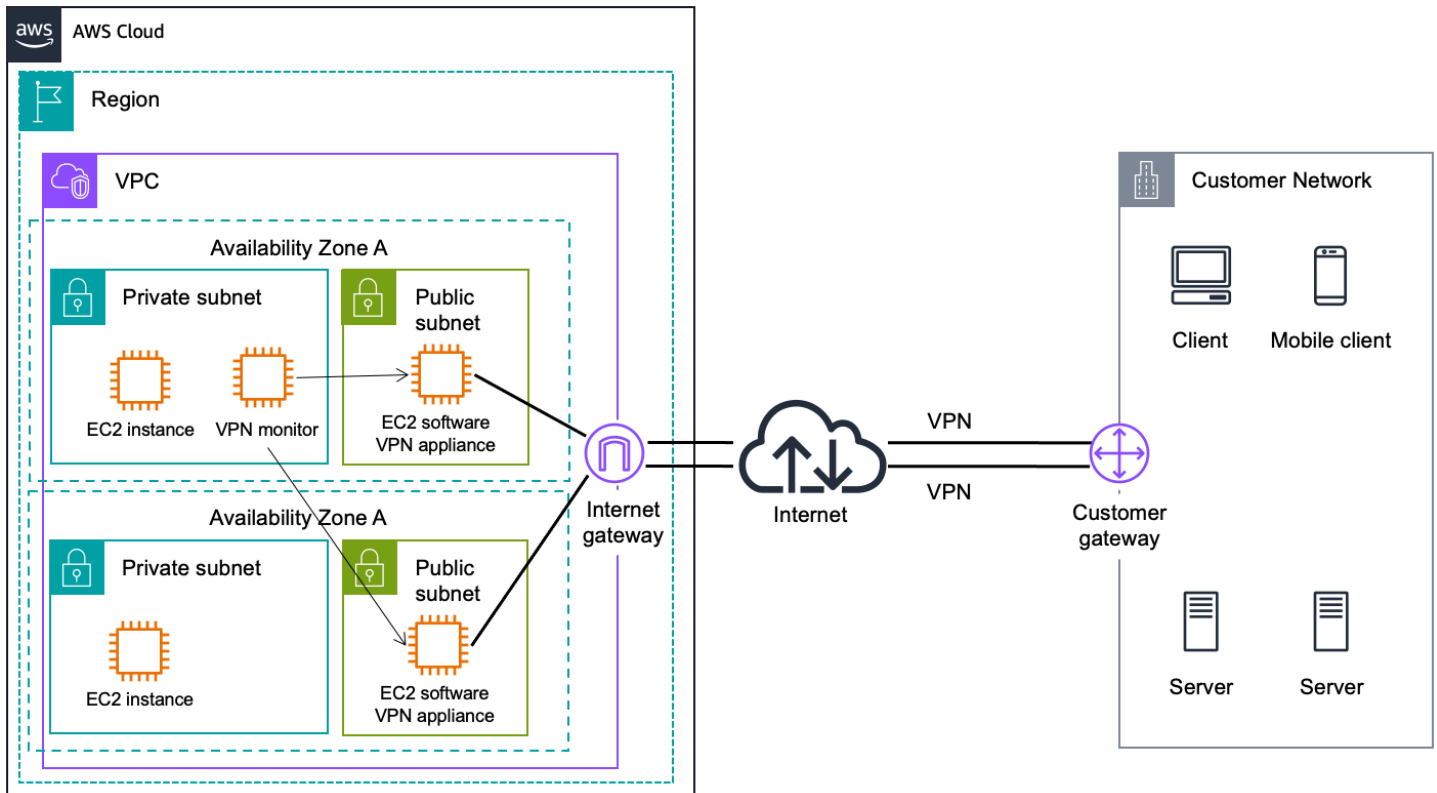 aws
AWS Cloud
Region
VPC
Availability Zone A
Private subnet
Public
subnet
EC2 instance
VPN monitor
EC2 software
VPN appliance
Availability Zone A
Private subnet
Public
subnet
EC2 instance
EC2 software
VPN appliance
Internet
gateway
Internet
VPN
VPN
Customer
gateway
Customer Network
Client
Mobile client
Server
Server